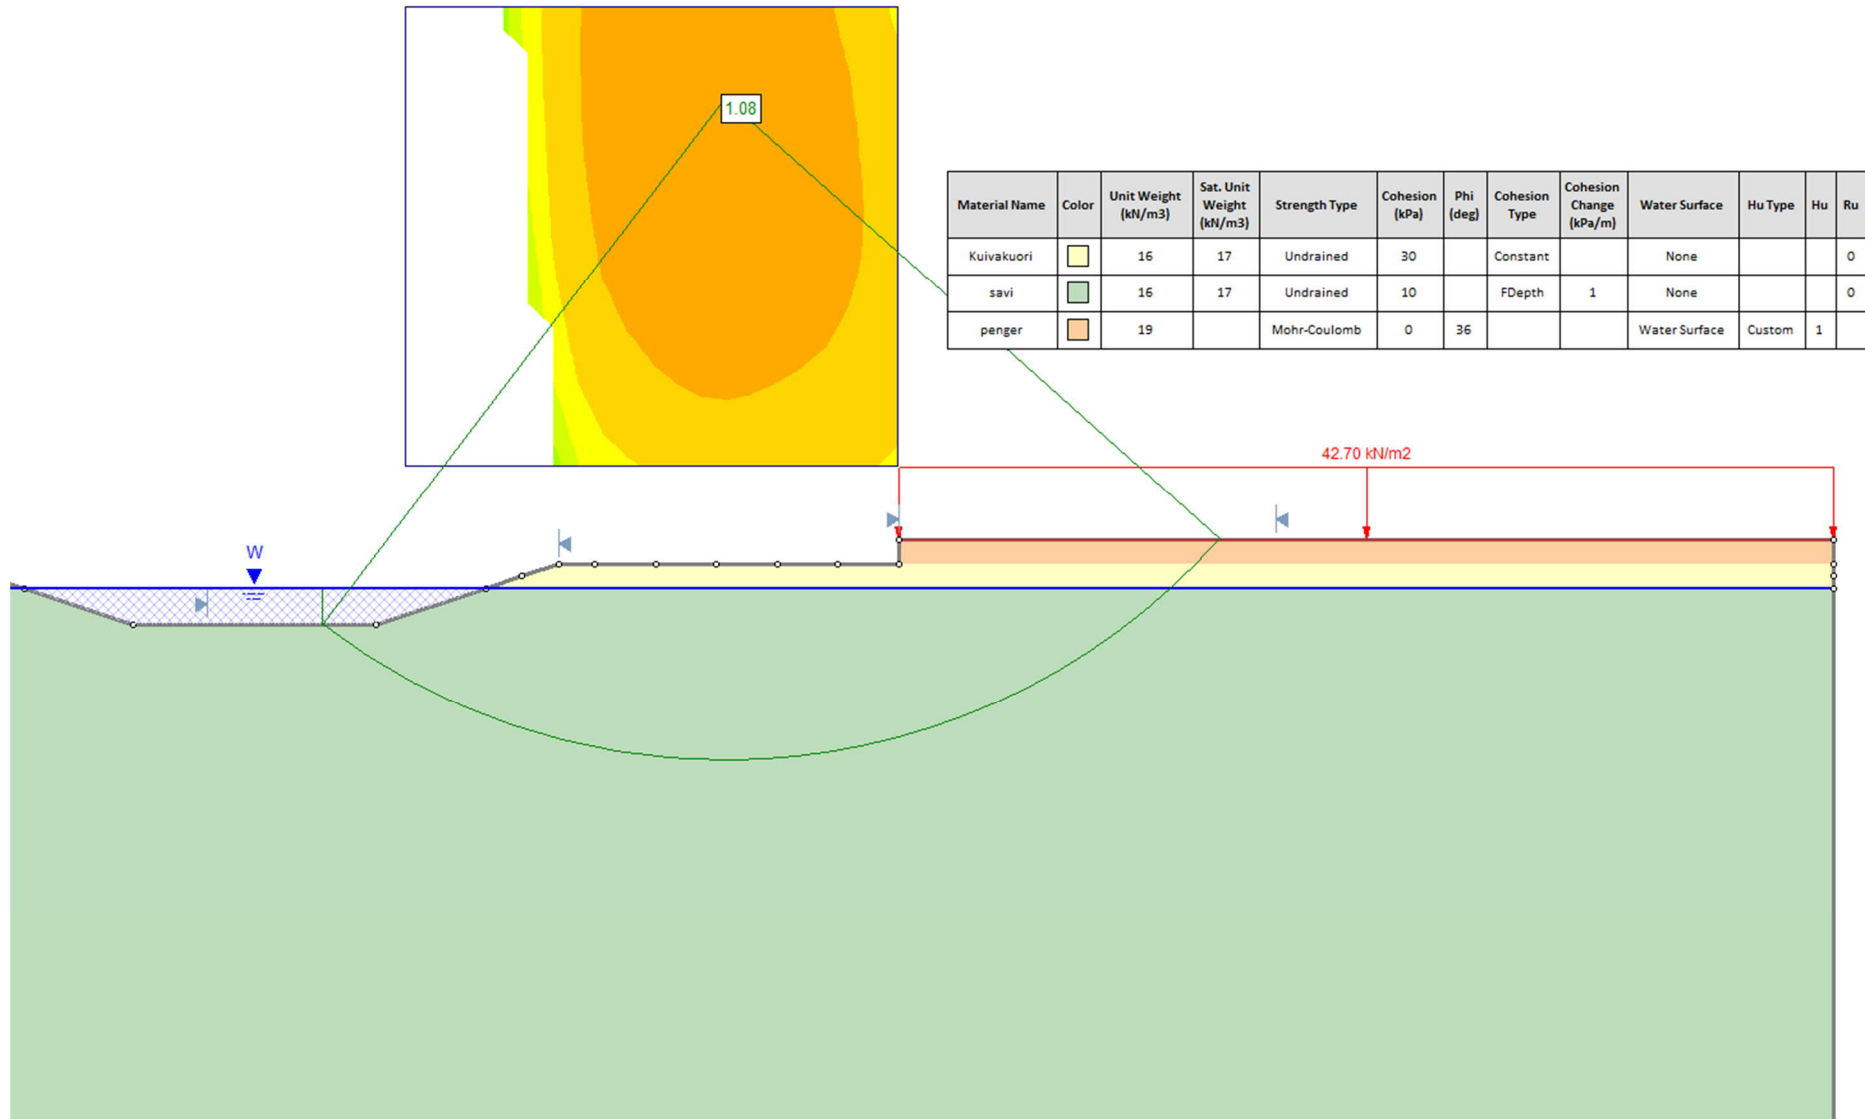 1.08
Material Name Color Unit Weight (kN/m3) Sat. Unit Weight (kN/m3) Strength Type Cohesion (kPa) Phi (deg) Cohesion Type Cohesion Change (kPa/m) Water Surface Hu Type Hu Ru
Kuivakuori 16 17 Undrained 30 Constant None 0
savi 16 17 Undrained 10 FDepth 1 None 0
penger 19 Mohr-Coulomb 0 36 Water Surface Custom 1
42.70 kN/m2
W